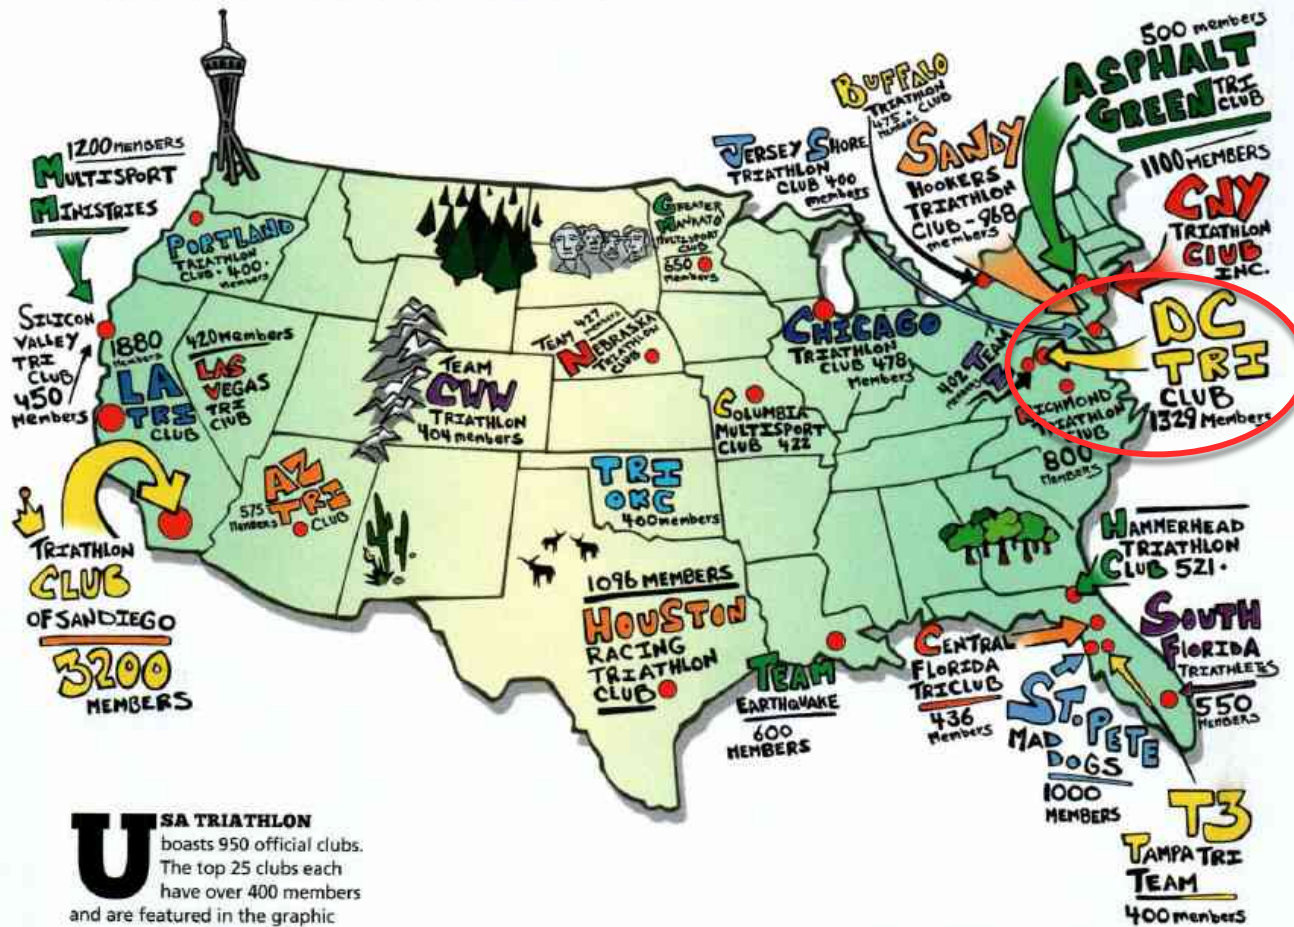 1200 MEMBERS
MULTISPORT
MINISTRIES
PORTLAND
TRIATHLON
CLUB. 400.
members
SILICON
VALLEY
TRI
CLUB
450
Members
1880
Members
LA
TRI
CLUB
420 members
LAS
VEGAS
TRI
CLUB
TRIATHLON
CLUB
OF SANDIEGO
3200
MEMBERS
AZ
TRI
CLUB
575
Members
TEAM
CWW
TRIATHLON
404 members
TEAM 427
members
NEBRASKA
TRIATHLON
CLUB
GREATER
MANKATO
MULTISPORT
CLUB
650
members
COLUMBIA
MULTISPORT
CLUB 422
TRI
OKC
400 members
1096 MEMBERS
HOUSTON
RACING
TRIATHLON
CLUB
TEAM
EARTHQUAKE
600
MEMBERS
CHICAGO
TRIATHLON
CLUB 478
Members
JERSEY SHORE
TRIATHLON
CLUB 400
members
BUFFALO
TRIATHLON
475. CLUB
Members
SANDY
HOOKERS
TRIATHLON
CLUB-968
members
500 members
ASPHALT
GREEN TRI
CLUB
1100 MEMBERS
CNY
TRIATHLON
CLUB
INC.
DC
TRI
CLUB
1329 Members
TEAM
Z
402
members
RICHMOND
TRIATHLON
CLUB
800
MEMBERS
HAMMERHEAD
TRIATHLON
CLUB 521.
SOUTH
FLORIDA
TRIATHLETES
550
MEMBERS
CENTRAL
FLORIDA
TRICLUB
436
Members
ST. PETE
MAD
DOGS
1000
MEMBERS
T3
TAMPA TRI
TEAM
400 members
USA TRIATHLON
boasts 950 official clubs.
The top 25 clubs each
have over 400 members
and are featured in the graphic